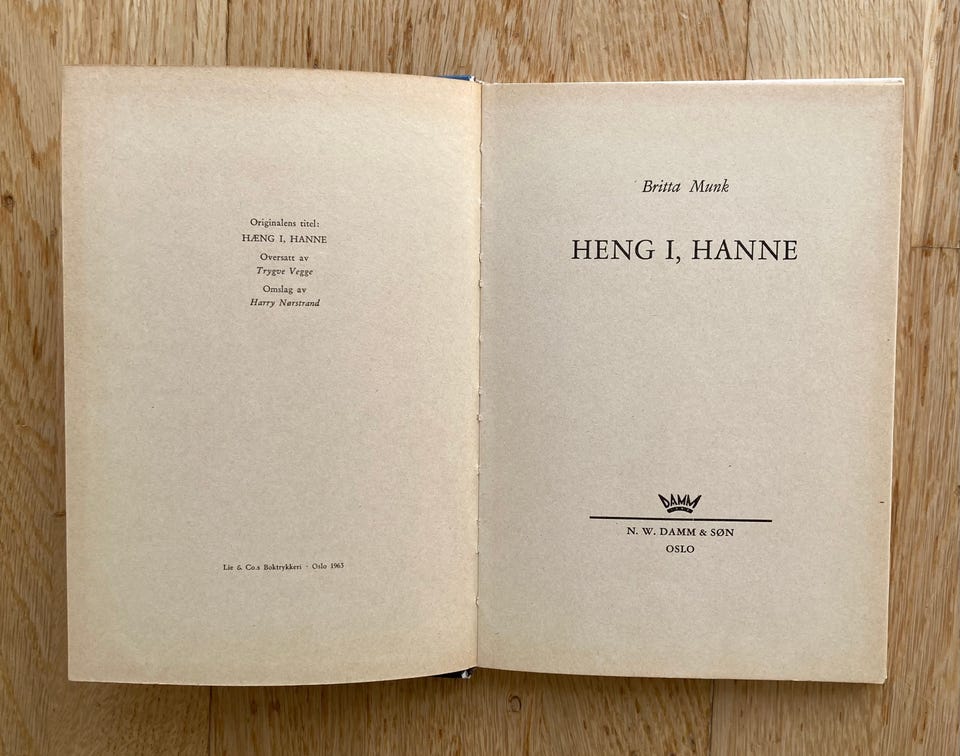 Originalens titel:
HÆNG I, HANNE
Oversatt av
Trygve Vegge
Omslag av
Harry Nørstrand
Lie & Co.s Boktrykkeri · Oslo 1963
Britta Munk
HENG I, HANNE
DAMM
N. W. DAMM & SØN
OSLO